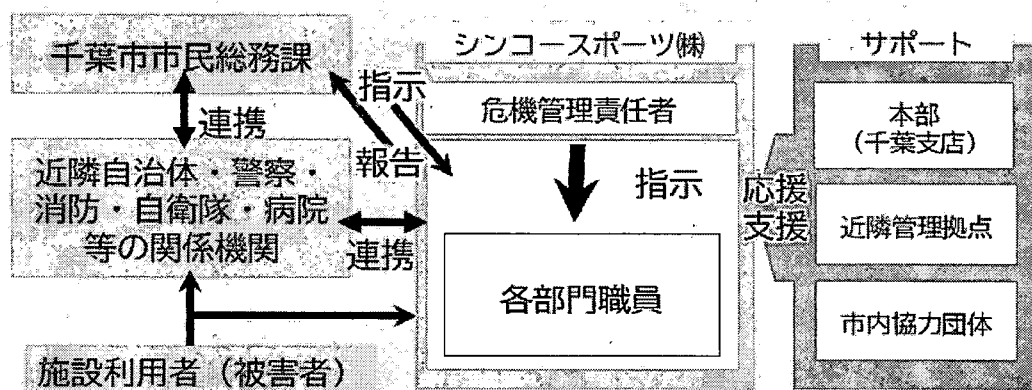 千葉市市民総務課
連携
近隣自治体・警察・
消防・自衛隊・病院
等の関係機関
施設利用者（被害者）
指示
報告
連携
シンコースポーツ㈱
危機管理責任者
指示
各部門職員
応援
支援
サポート
本部
（千葉支店）
近隣管理拠点
市内協力団体